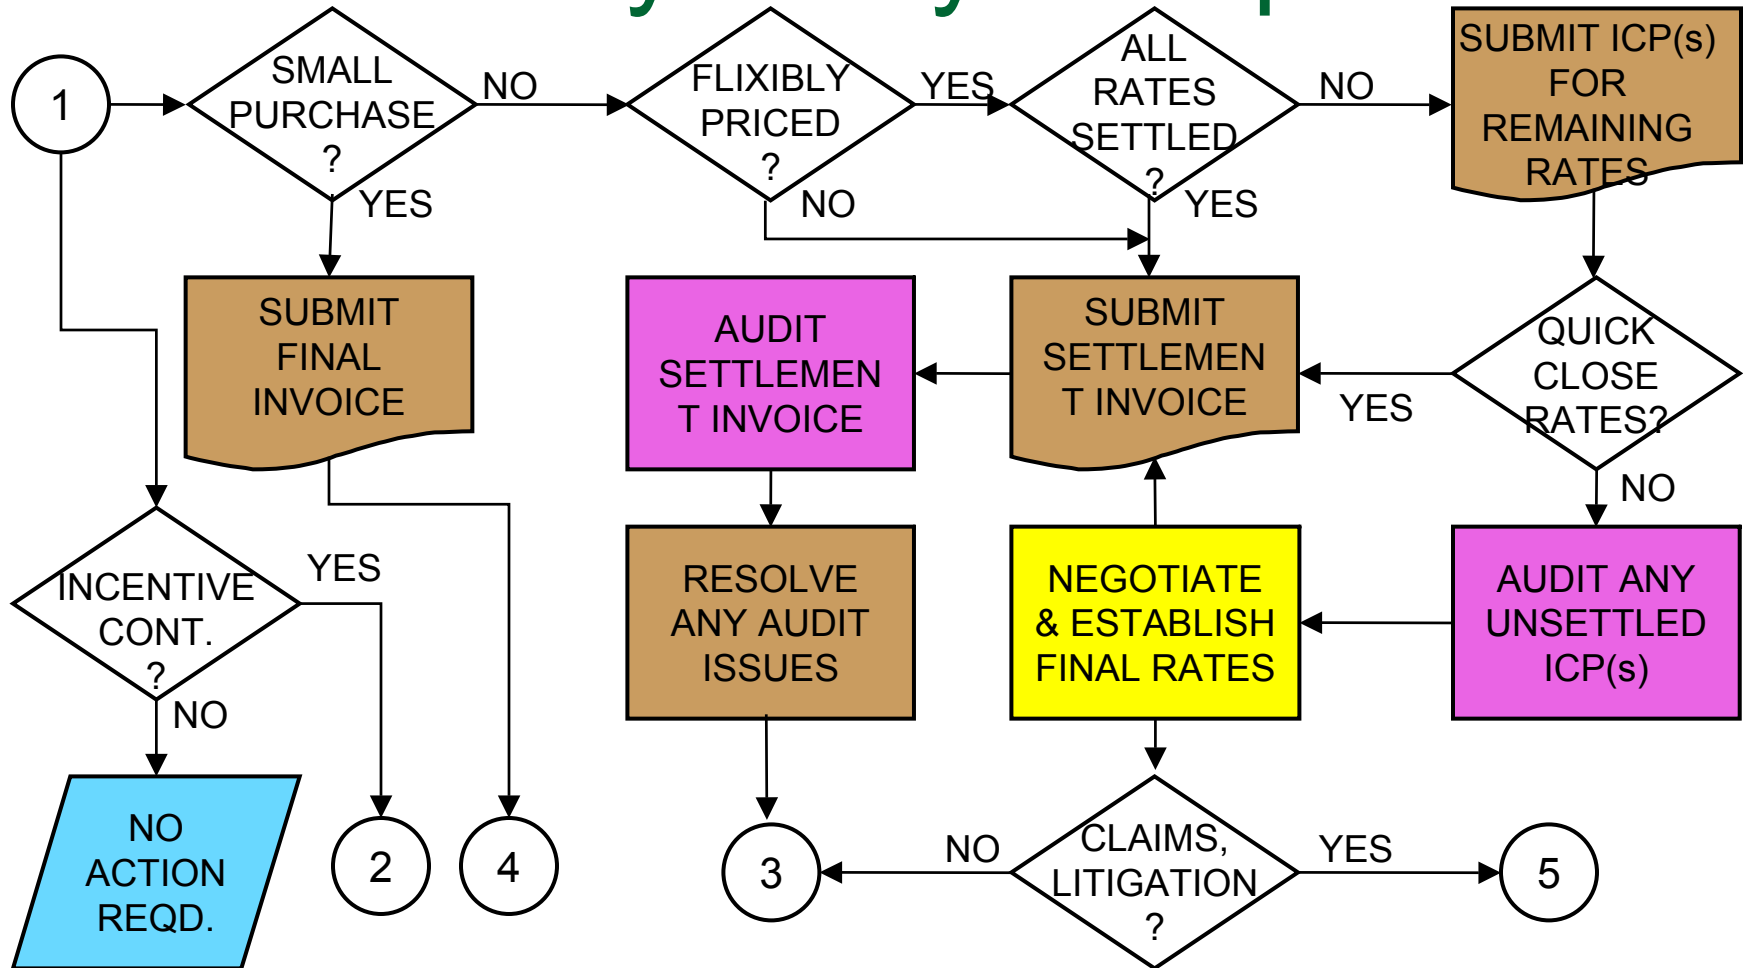 1
SMALL
PURCHASE
?
NO
YES
FLIXIBLY
PRICED
?
YES
NO
ALL
RATES
SETTLED
?
NO
YES
SUBMIT ICP(s)
FOR
REMAINING
RATES
SUBMIT
FINAL
INVOICE
AUDIT
SETTLEMEN
T INVOICE
SUBMIT
SETTLEMEN
T INVOICE
YES
QUICK
CLOSE
RATES?
NO
INCENTIVE
CONT.
?
YES
NO
RESOLVE
ANY AUDIT
ISSUES
NEGOTIATE
& ESTABLISH
FINAL RATES
AUDIT ANY
UNSETTLED
ICP(s)
NO
ACTION
REQD.
2
4
3
NO
CLAIMS,
LITIGATION
?
YES
5